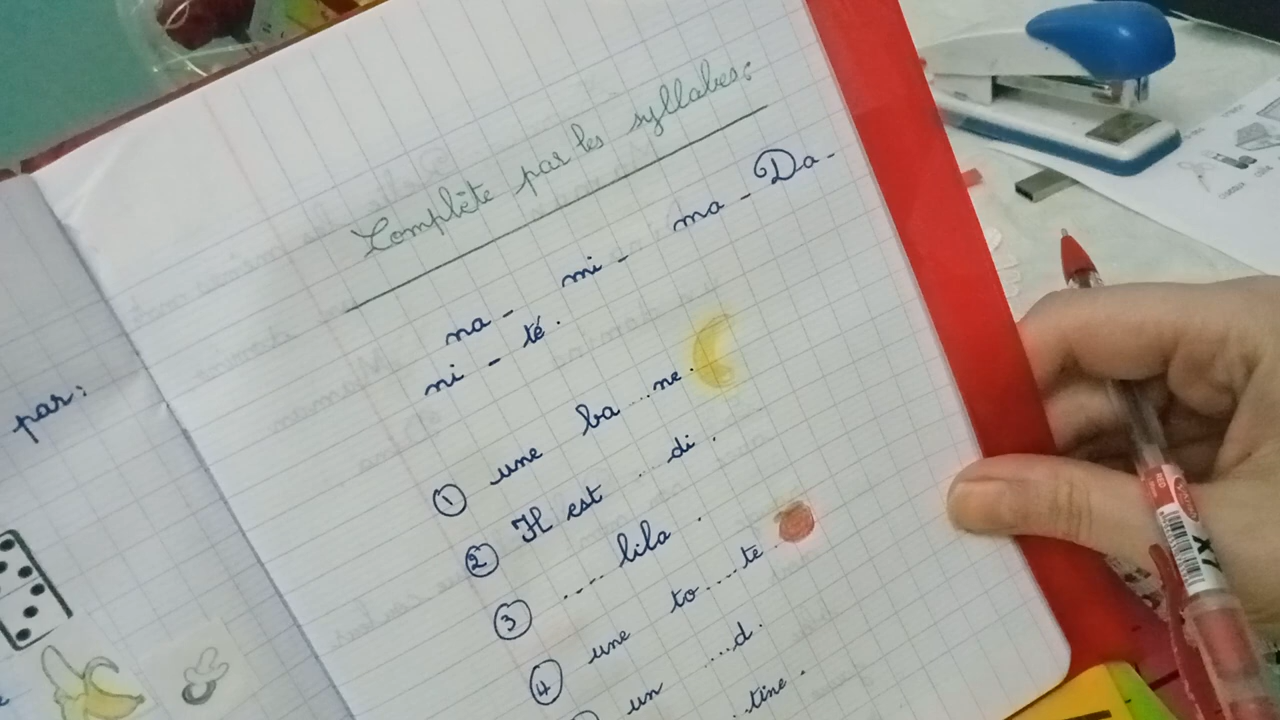 Complète par les syllabes:
na - mi - ma - Da -
ni - té.
① une ba...ne.
② Il est ...di.
③ .... lila.
④ une to....te
un ....d.
..tine.
par: